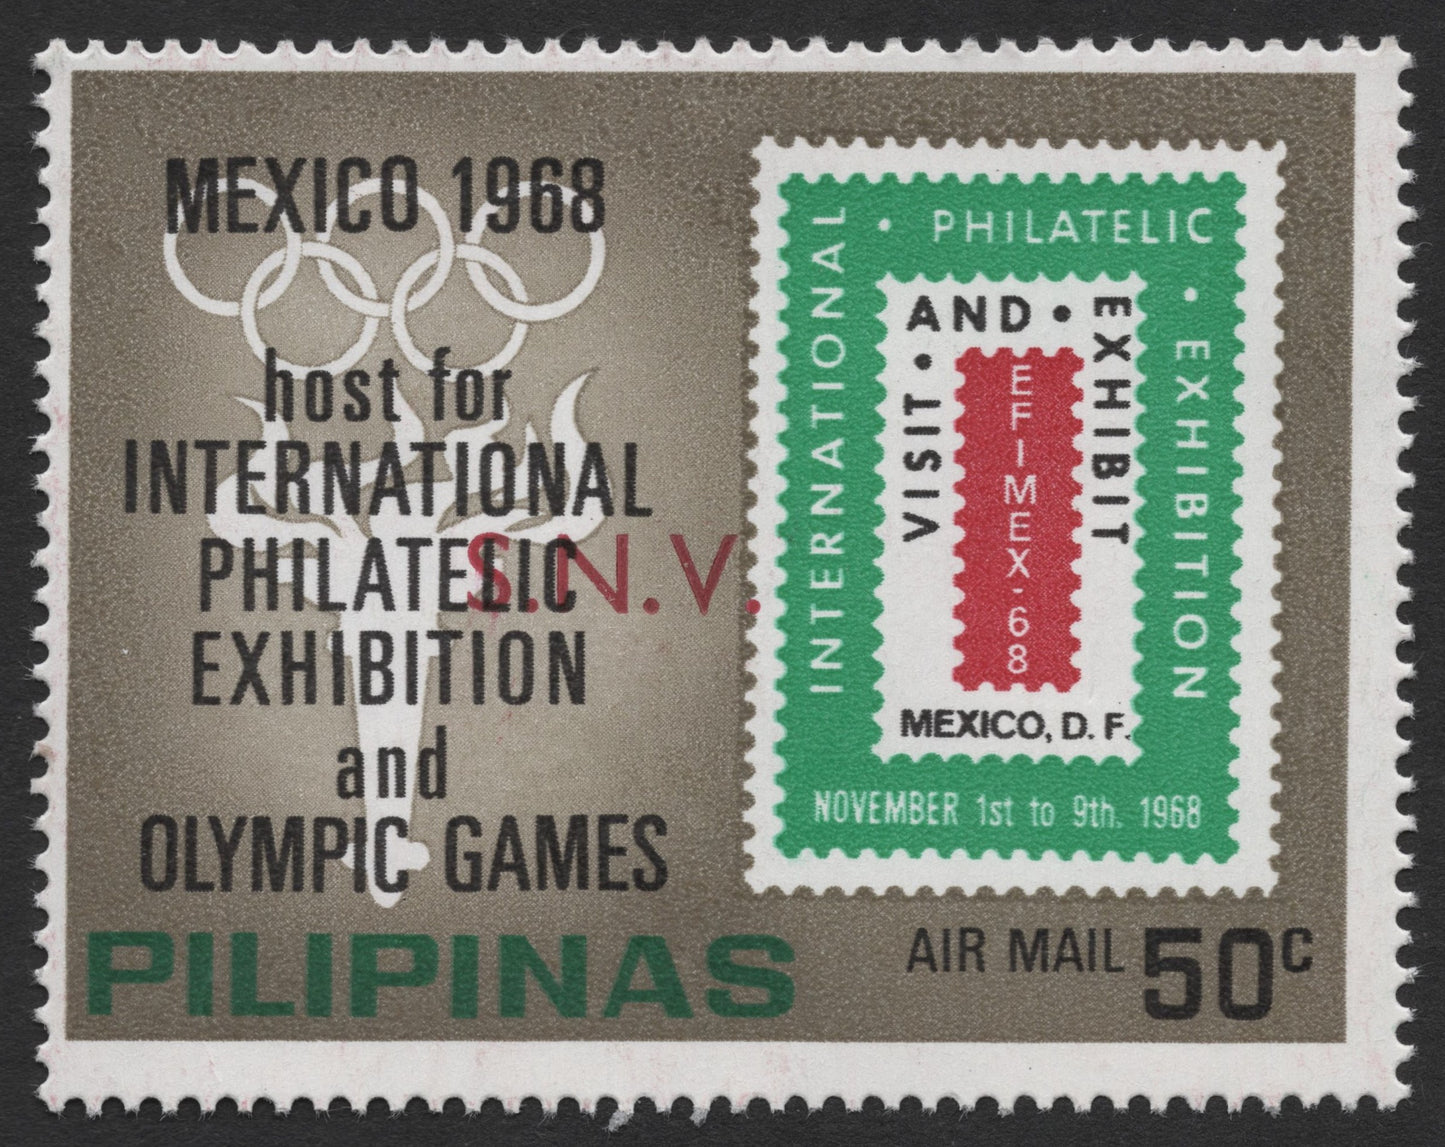 MEXICO 1968
host for
INTERNATIONAL
PHILATELIC
EXHIBITION
and
OLYMPIC GAMES
S.N.V.
PILIPINAS
INTERNATIONAL • PHILATELIC • EXHIBITION
VISIT • AND • EXHIBIT
EFIMEX-68
MEXICO, D. F.
NOVEMBER 1st to 9th. 1968
AIR MAIL 50c